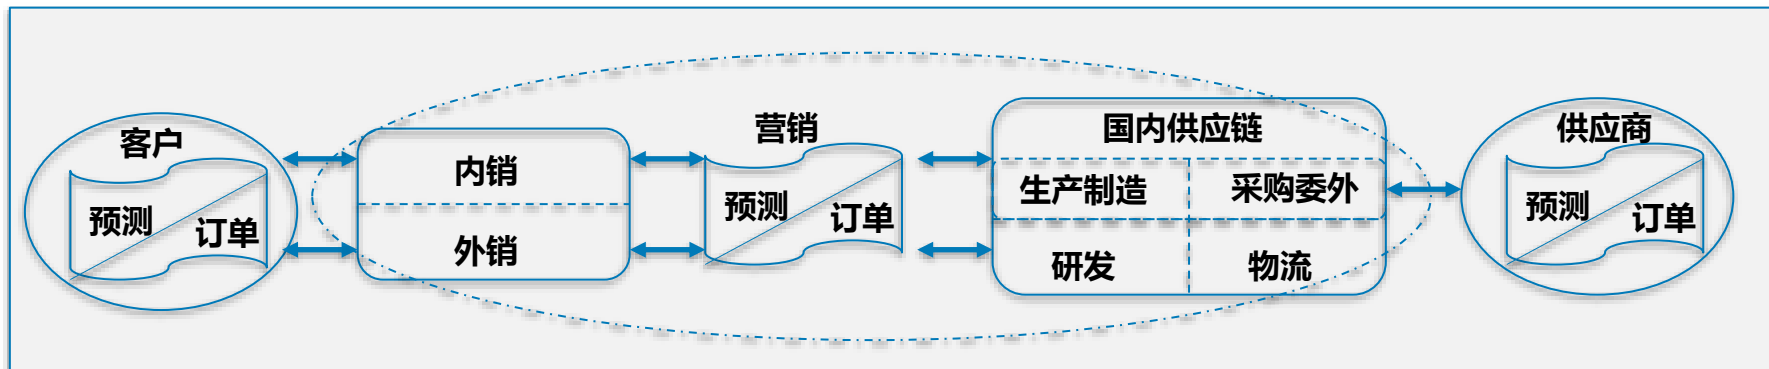 客户
预测
订单
内销
外销
营销
预测
订单
国内供应链
生产制造
采购委外
研发
物流
供应商
预测
订单